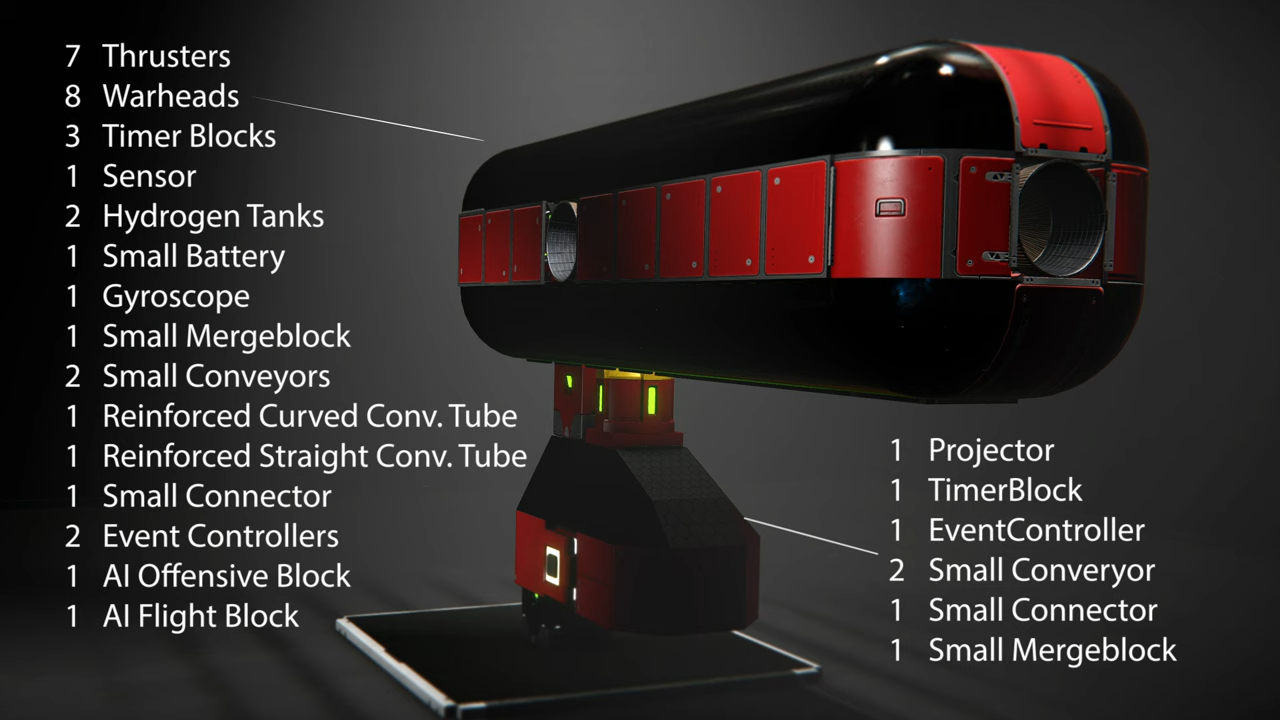 7 Thrusters
8 Warheads
3 Timer Blocks
1 Sensor
2 Hydrogen Tanks
1 Small Battery
1 Gyroscope
1 Small Mergeblock
2 Small Conveyors
1 Reinforced Curved Conv. Tube
1 Reinforced Straight Conv. Tube
1 Small Connector
2 Event Controllers
1 AI Offensive Block
1 AI Flight Block
1 Projector
1 TimerBlock
1 EventController
2 Small Converyor
1 Small Connector
1 Small Mergeblock